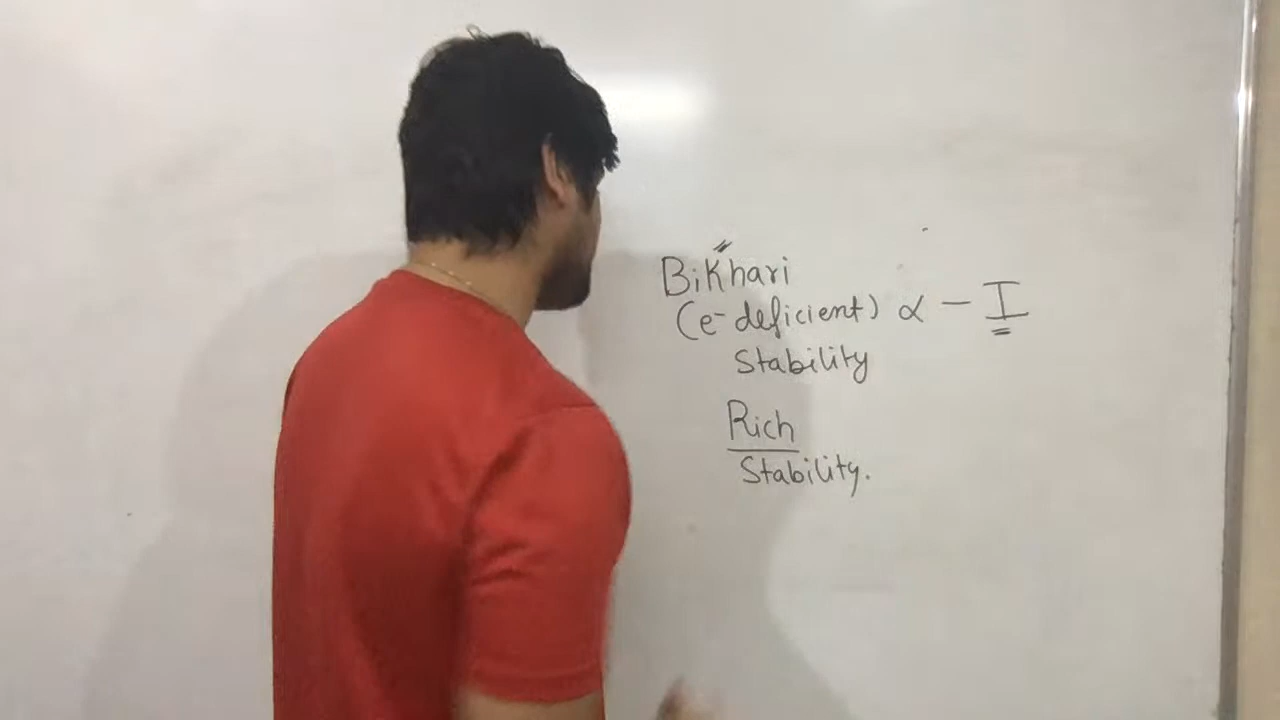 BiKhari
(e⁻ deficient) ∝ – I
Stability
Rich
Stability.